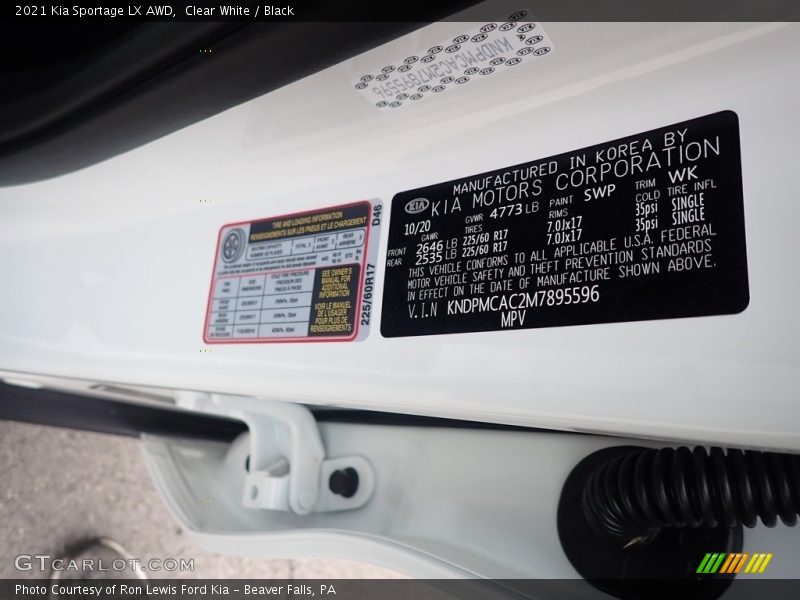 2021 Kia Sportage LX AWD, Clear White / Black
KNDPMCAC2M7895596
MANUFACTURED IN KOREA BY
KIA KIA MOTORS CORPORATION
10/20 GVWR 4773 LB PAINT SWP TRIM WK
GAWR TIRES RIMS COLD TIRE INFL
FRONT 2646 LB 225/60 R17 7.0Jx17 35psi SINGLE
REAR 2535 LB 225/60 R17 7.0Jx17 35psi SINGLE
THIS VEHICLE CONFORMS TO ALL APPLICABLE U.S.A. FEDERAL
MOTOR VEHICLE SAFETY AND THEFT PREVENTION STANDARDS
IN EFFECT ON THE DATE OF MANUFACTURE SHOWN ABOVE.
V.I.N KNDPMCAC2M7895596
MPV
TIRE AND LOADING INFORMATION
RENSEIGNEMENTS SUR LES PNEUS ET LE CHARGEMENT
SEE OWNER'S
MANUAL FOR
ADDITIONAL
INFORMATION
VOIR LE MANUEL
DE L'USAGER
POUR PLUS DE
RENSEIGNEMENTS
D46
225/60R17
GTCARLOT.COM
Photo Courtesy of Ron Lewis Ford Kia - Beaver Falls, PA